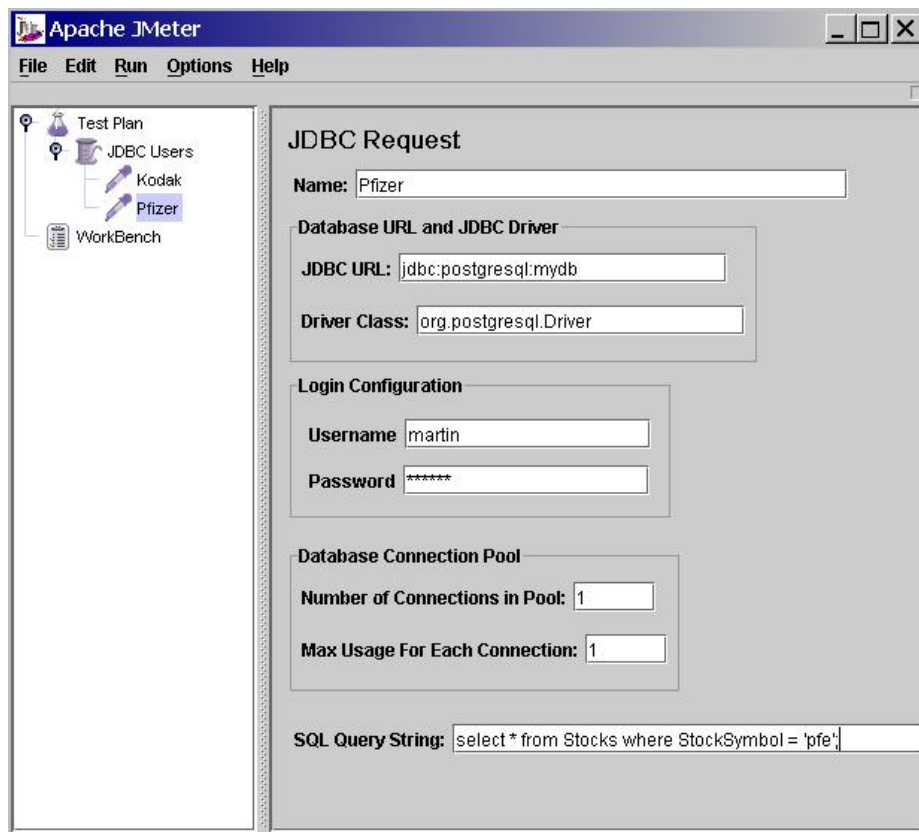 Apache JMeter
File Edit Run Options Help
Test Plan
JDBC Users
Kodak
Pfizer
WorkBench
JDBC Request
Name: Pfizer
Database URL and JDBC Driver
JDBC URL: jdbc:postgresql:mydb
Driver Class: org.postgresql.Driver
Login Configuration
Username martin
Password ******
Database Connection Pool
Number of Connections in Pool: 1
Max Usage For Each Connection: 1
SQL Query String: select * from Stocks where StockSymbol = 'pfe';